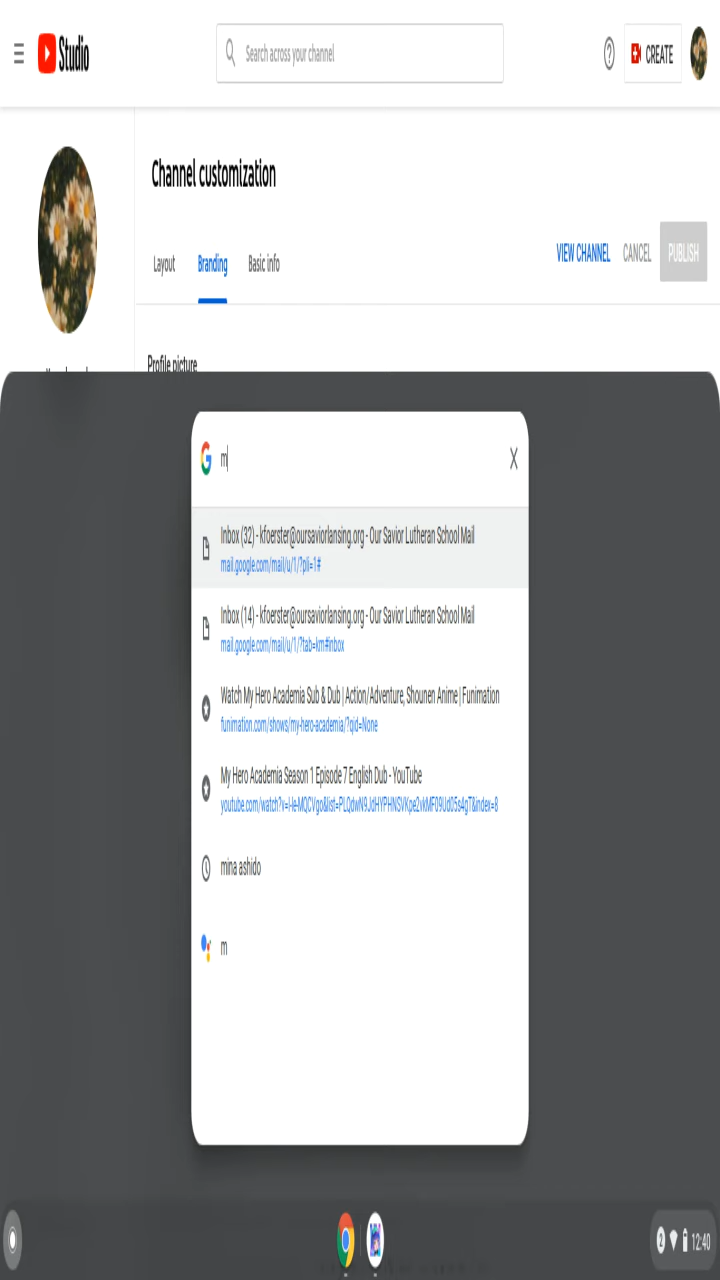 Studio
Search across your channel
CREATE
Channel customization
Layout
Branding
Basic info
VIEW CHANNEL
CANCEL
PUBLISH
Profile picture
m
Inbox (32) - kfoerster@oursaviorlansing.org - Our Savior Lutheran School Mail
mail.google.com/mail/u/1/?pli=1#
Inbox (14) - kfoerster@oursaviorlansing.org - Our Savior Lutheran School Mail
mail.google.com/mail/u/1/?tab=km#inbox
Watch My Hero Academia Sub & Dub | Action/Adventure, Shounen Anime | Funimation
funimation.com/shows/my-hero-academia/?qid=None
My Hero Academia Season 1 Episode 7 English Dub - YouTube
mina ashido
m
2
12:40